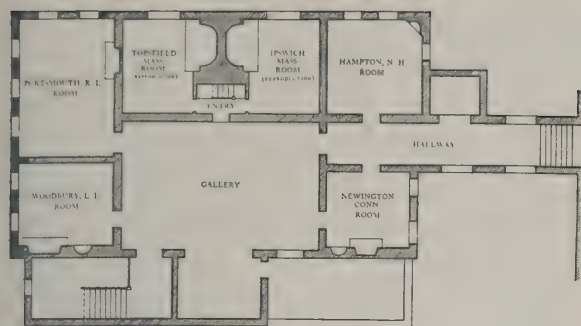 TOPSFIELD
MASS
ROOM
(REPRODUCTION)
IPSWICH
MASS
ROOM
(REPRODUCTION)
HAMPTON, N H
ROOM
PORTSMOUTH R. I.
ROOM
ENTRY
HALLWAY
GALLERY
WOODBURY, L I
ROOM
NEWINGTON
CONN
ROOM